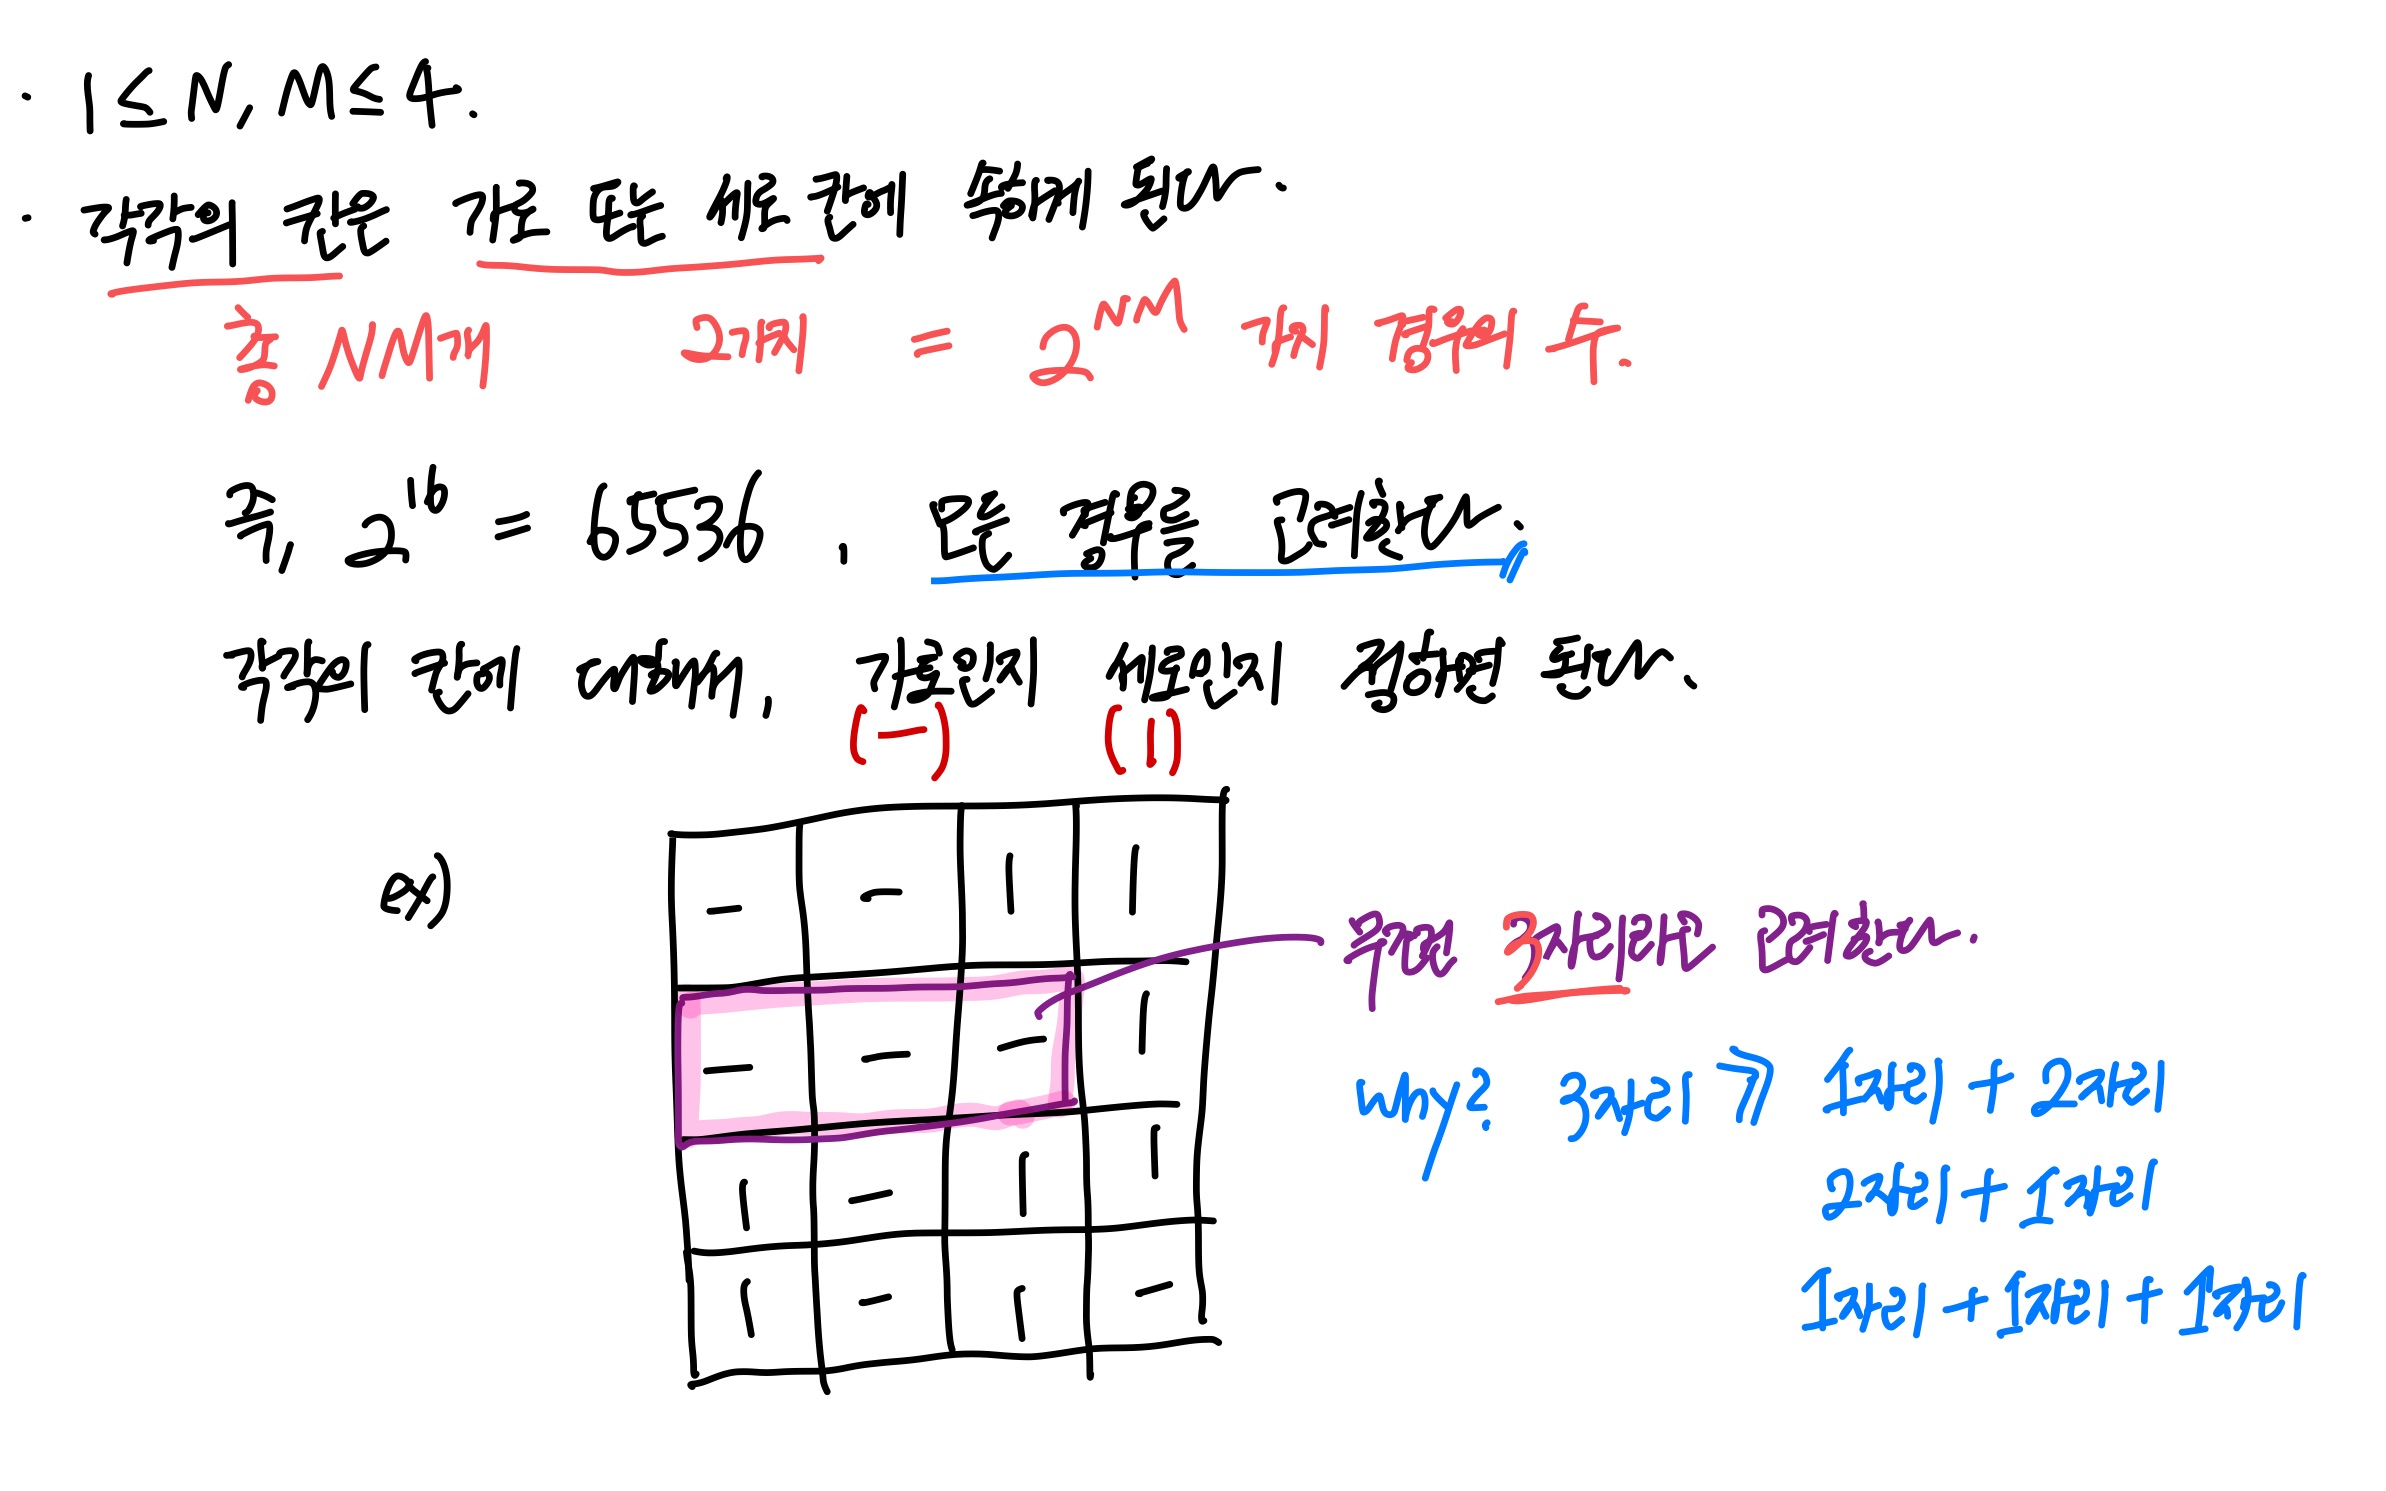 · 1 ≤ N, M ≤ 4.
· 각각의 칸은 가로 또는 세로 칸에 속하게 된다.
총 NM개 2가지 = 2^NM 개의 경우의 수.
즉, 2^16 = 65536, 모든 경우를 고려한다.
각각의 칸에 대해서, 가로인지 세로인지 결정하면 된다.
(—) (|)
ex)
— — | |
— — — |
| — | |
| — | —
무조건 3자리라고 고려한다.
why? 3자리 > 1자리 + 2자리
2자리 + 1자리
1자리 + 1자리 + 1자리